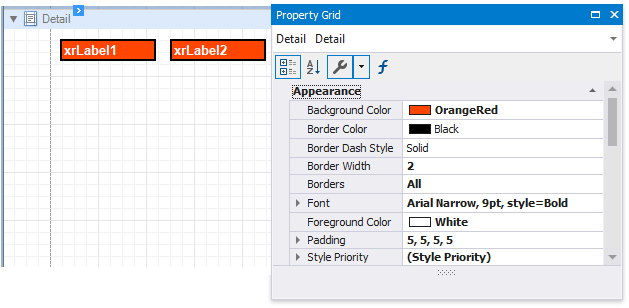 Detail
xrLabel1 xrLabel2
Property Grid
Detail Detail
Appearance
Background Color OrangeRed
Border Color Black
Border Dash Style Solid
Border Width 2
Borders All
Font Arial Narrow, 9pt, style=Bold
Foreground Color White
Padding 5, 5, 5, 5
Style Priority (Style Priority)